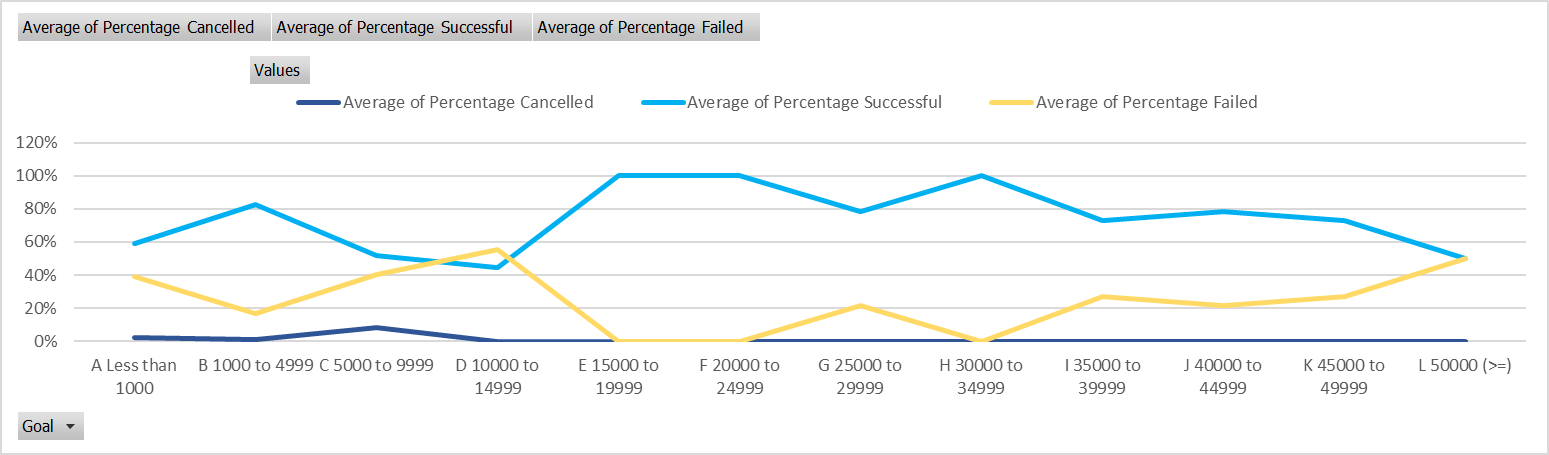 Average of Percentage Cancelled Average of Percentage Successful Average of Percentage Failed
Values
Average of Percentage Cancelled Average of Percentage Successful Average of Percentage Failed
120%
100%
80%
60%
40%
20%
0%
A Less than 1000
B 1000 to 4999
C 5000 to 9999
D 10000 to 14999
E 15000 to 19999
F 20000 to 24999
G 25000 to 29999
H 30000 to 34999
I 35000 to 39999
J 40000 to 44999
K 45000 to 49999
L 50000 (>=)
Goal